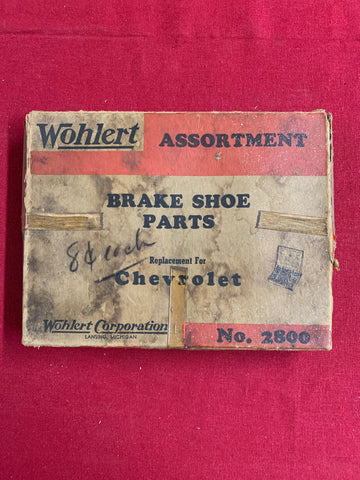 Wohlert ASSORTMENT
BRAKE SHOE
PARTS
8¢ each
Replacement For
Chevrolet
Wohlert Corporation
LANSING, MICHIGAN
No. 2800